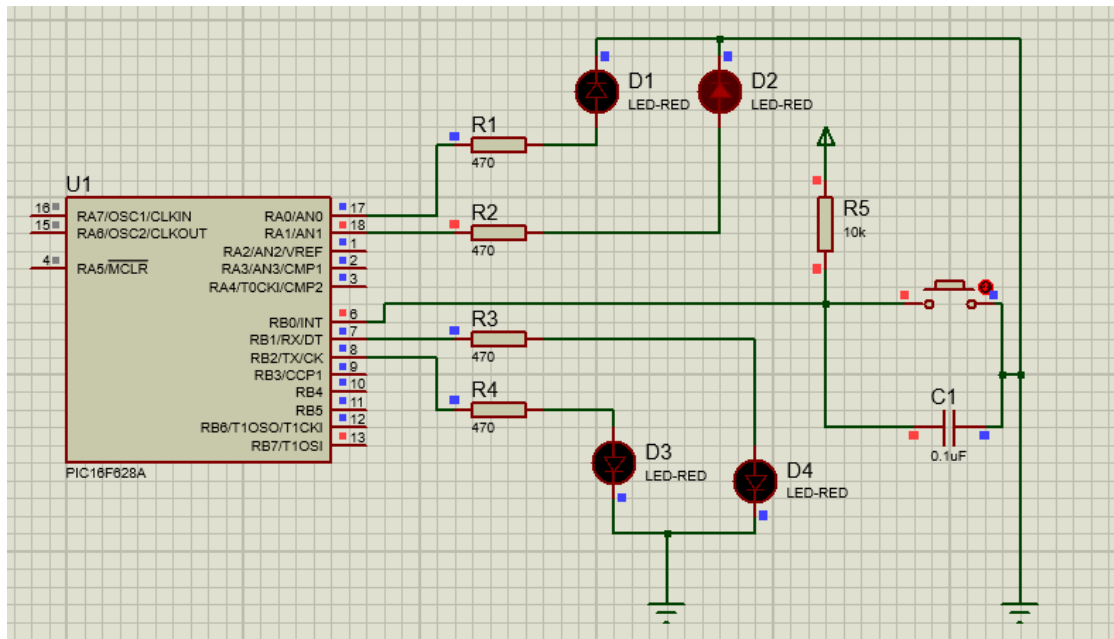 D1
LED-RED
D2
LED-RED
R1
470
U1
16
RA7/OSC1/CLKIN
15
RA6/OSC2/CLKOUT
4
RA5/MCLR
RA0/AN0
17
RA1/AN1
18
RA2/AN2/VREF
1
RA3/AN3/CMP1
2
RA4/T0CKI/CMP2
3
RB0/INT
6
RB1/RX/DT
7
RB2/TX/CK
8
RB3/CCP1
9
RB4
10
RB5
11
RB6/T1OSO/T1CKI
12
RB7/T1OSI
13
PIC16F628A
R2
470
R5
10k
R3
470
R4
470
C1
0.1uF
D3
LED-RED
D4
LED-RED